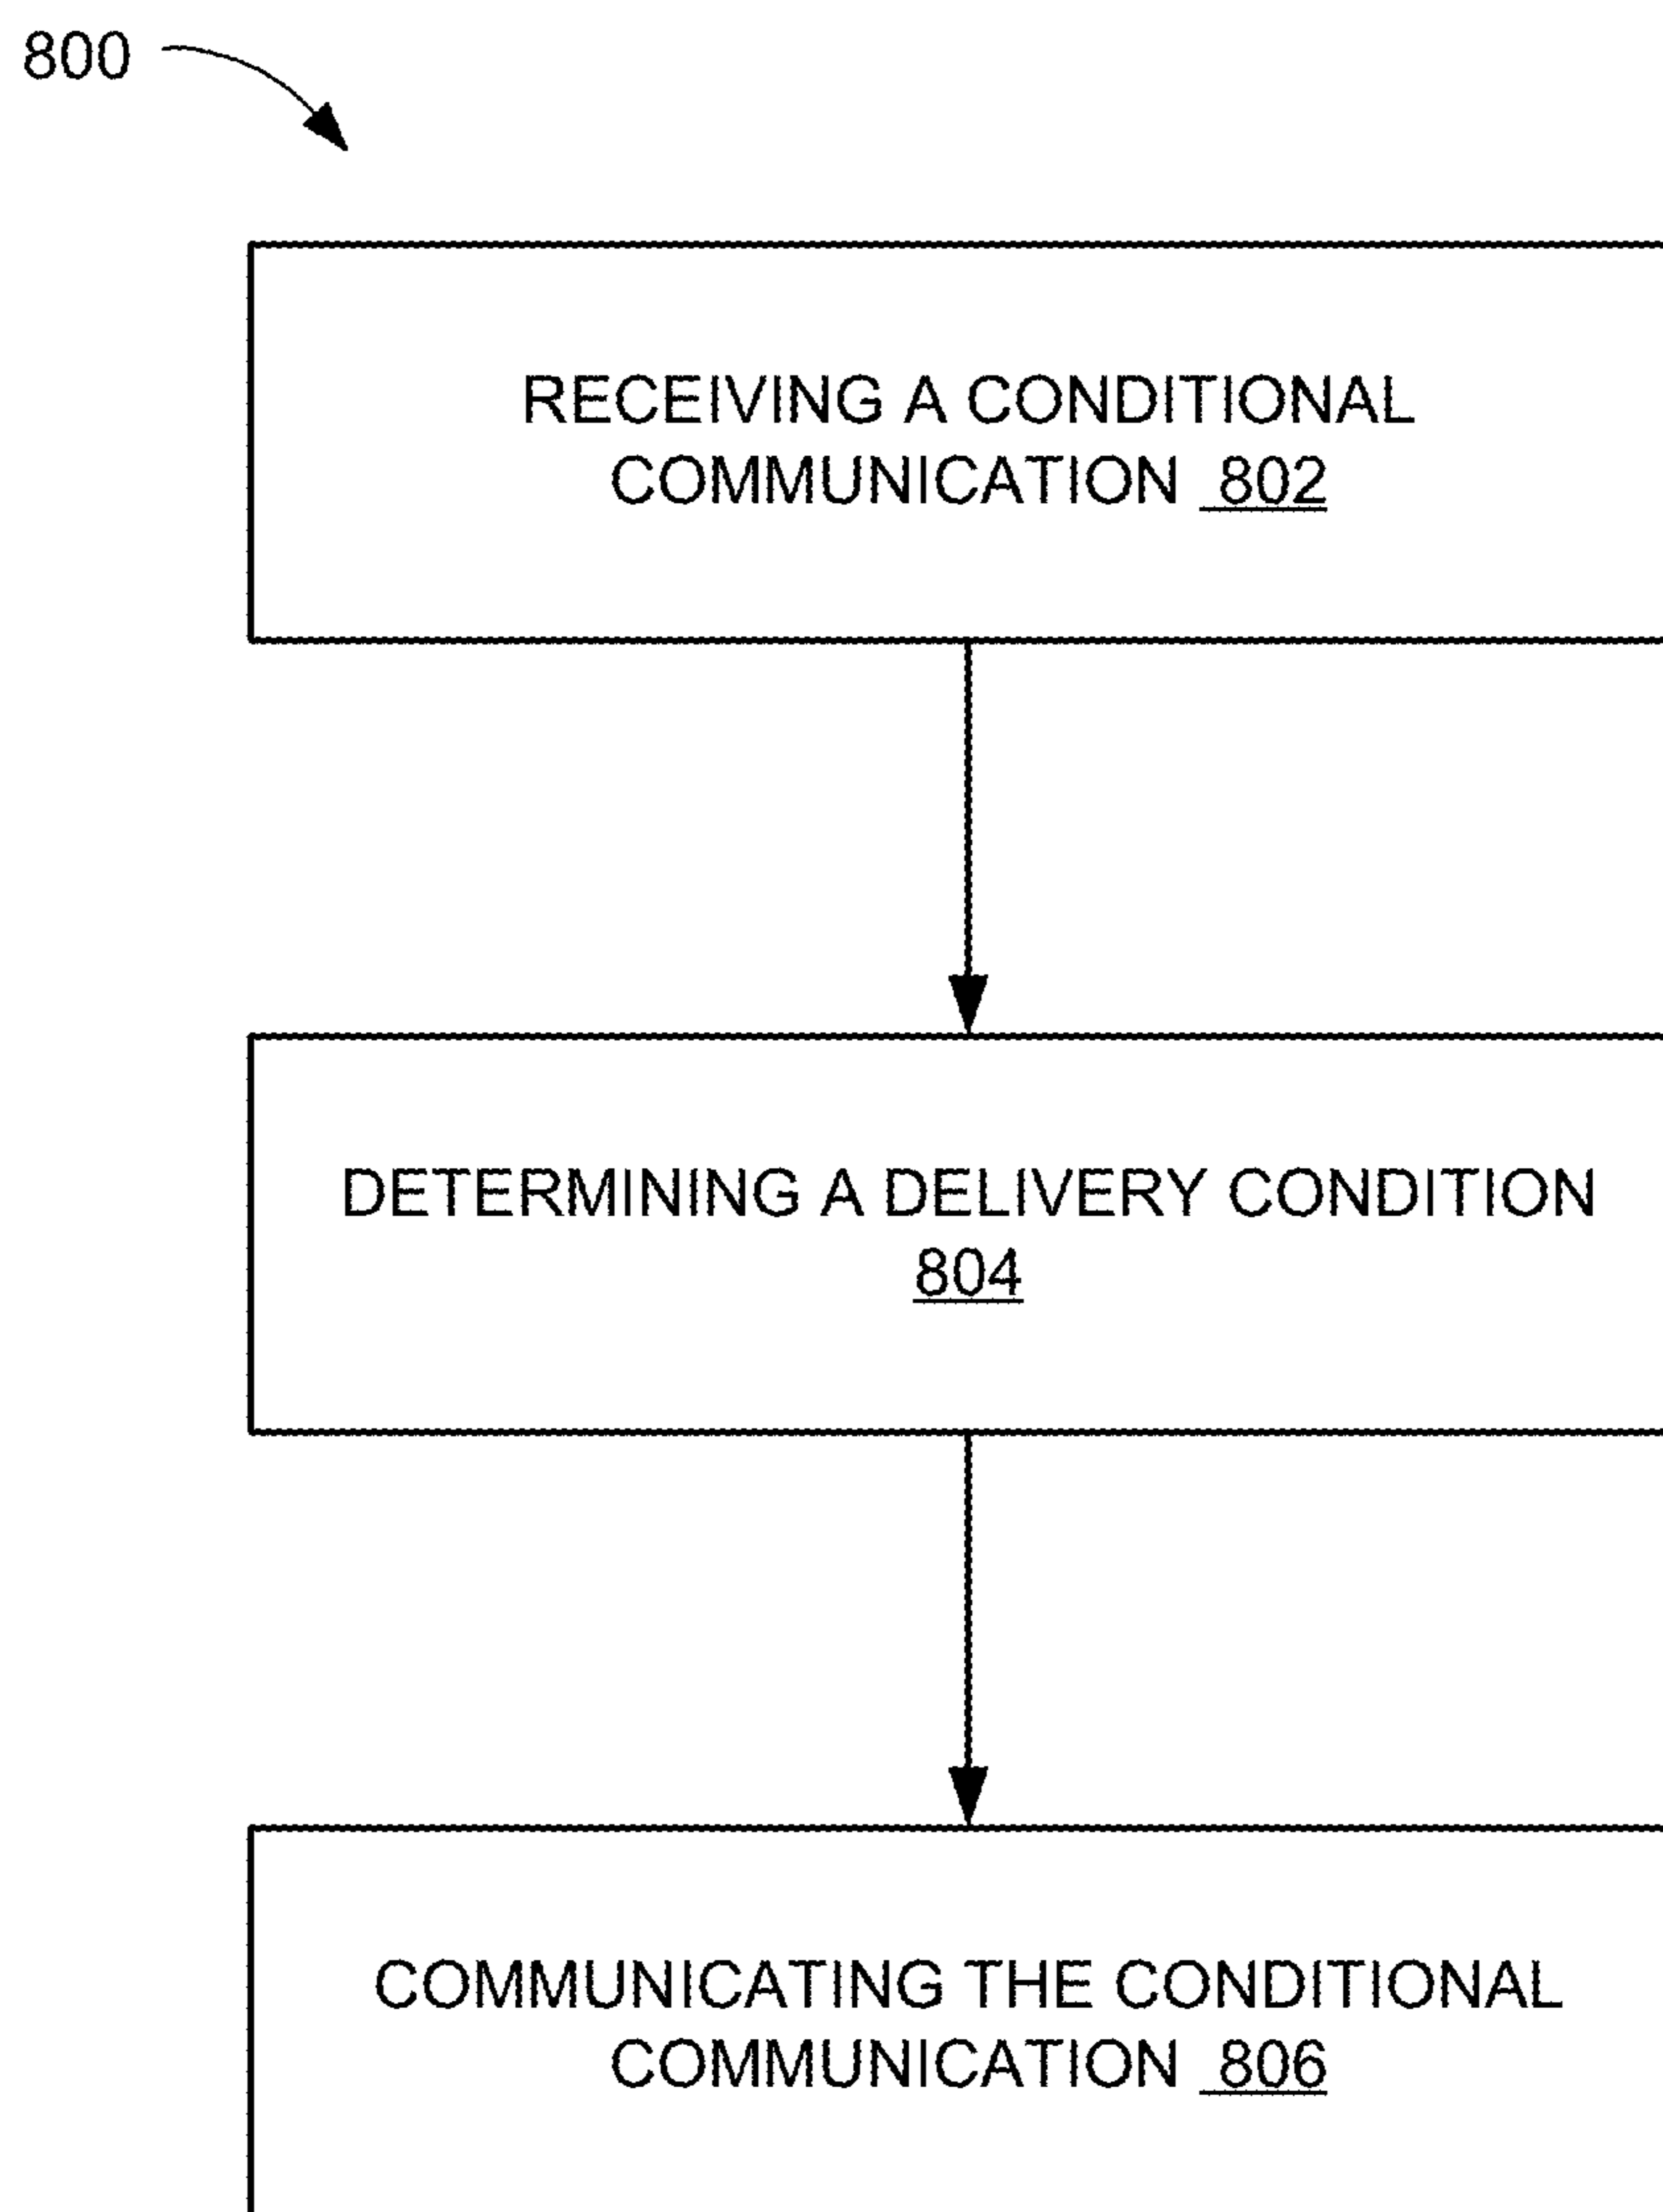 800
RECEIVING A CONDITIONAL
COMMUNICATION 802
DETERMINING A DELIVERY CONDITION
804
COMMUNICATING THE CONDITIONAL
COMMUNICATION 806